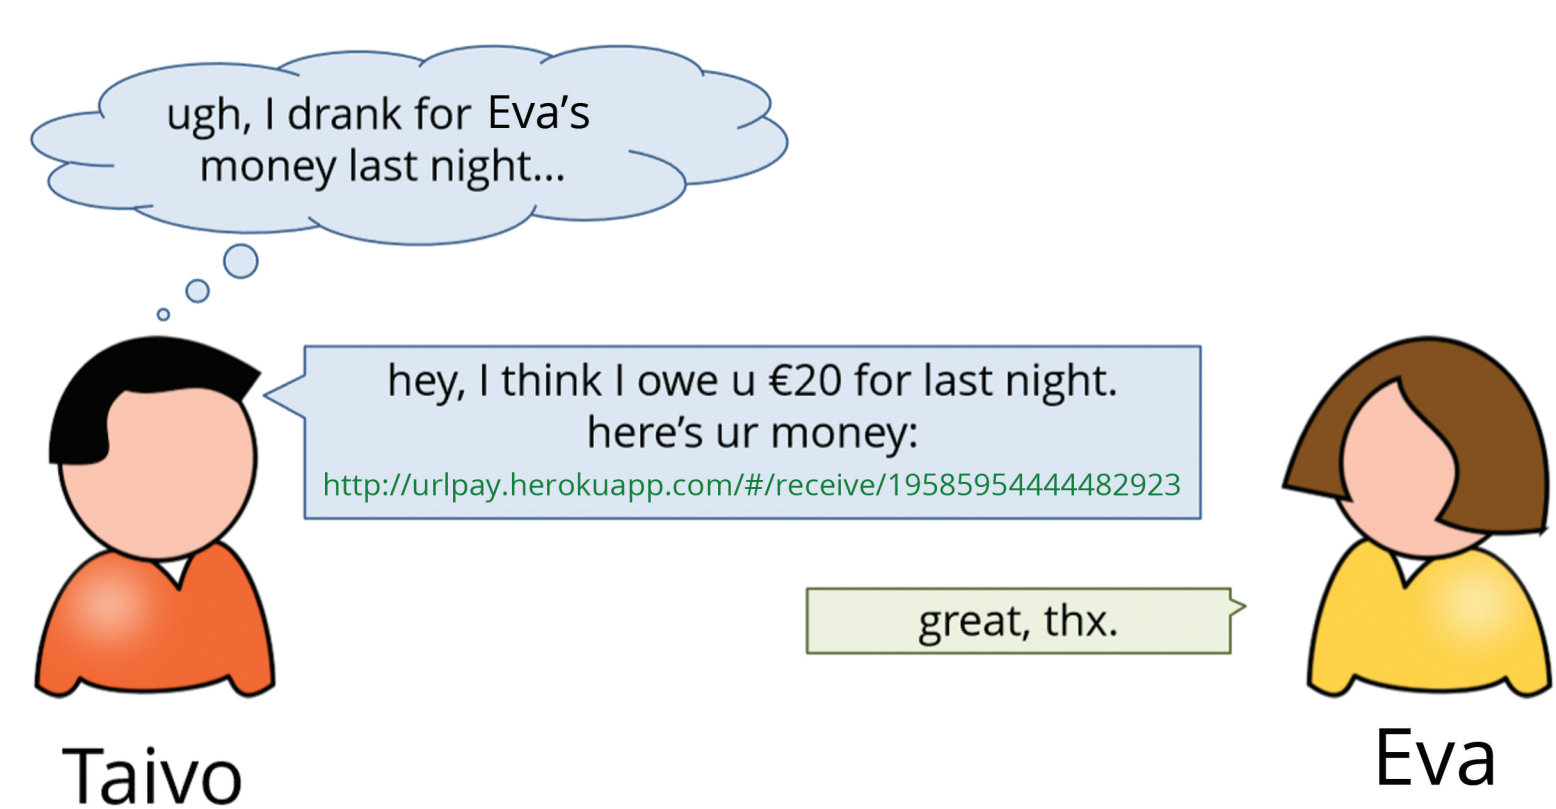 ugh, I drank for Eva’s
money last night...
hey, I think I owe u €20 for last night.
here’s ur money:
http://urlpay.herokuapp.com/#/receive/19585954444482923
great, thx.
Taivo
Eva